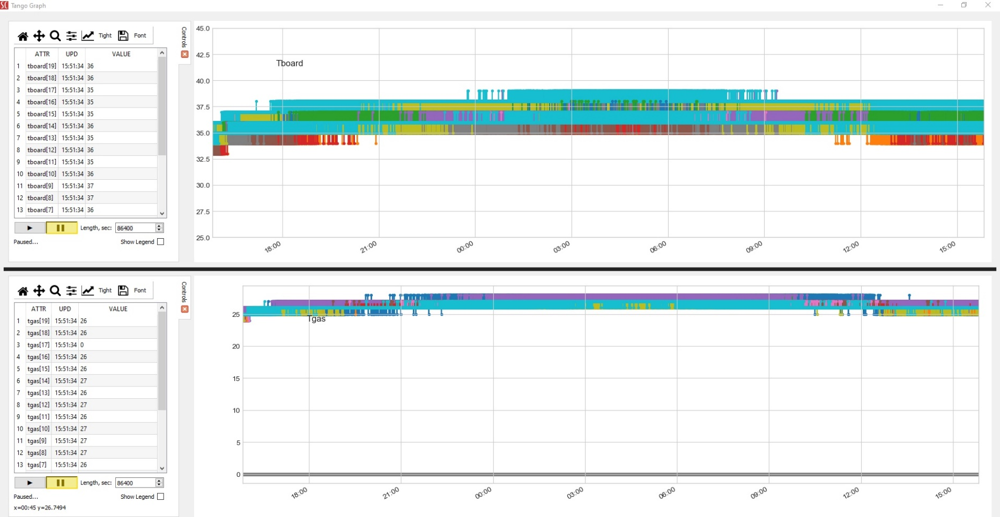 SC Tango Graph
Tight Font
Controls
ATTR UPD VALUE
1 tboard[19] 15:51:34 36
2 tboard[18] 15:51:34 36
3 tboard[17] 15:51:34 35
4 tboard[16] 15:51:34 35
5 tboard[15] 15:51:34 35
6 tboard[14] 15:51:34 36
7 tboard[13] 15:51:34 35
8 tboard[12] 15:51:34 36
9 tboard[11] 15:51:34 35
10 tboard[10] 15:51:34 36
11 tboard[9] 15:51:34 37
12 tboard[8] 15:51:34 37
13 tboard[7] 15:51:34 36
Length, sec: 86400
Paused... Show Legend
45.0
42.5
Tboard
40.0
37.5
35.0
32.5
30.0
27.5
25.0
18:00 21:00 00:00 03:00 06:00 09:00 12:00 15:00
Tight Font
Controls
ATTR UPD VALUE
1 tgas[19] 15:51:34 26
2 tgas[18] 15:51:34 26
3 tgas[17] 15:51:34 0
4 tgas[16] 15:51:34 26
5 tgas[15] 15:51:34 26
6 tgas[14] 15:51:34 27
7 tgas[13] 15:51:34 26
8 tgas[12] 15:51:34 27
9 tgas[11] 15:51:34 26
10 tgas[10] 15:51:34 27
11 tgas[9] 15:51:34 27
12 tgas[8] 15:51:34 27
13 tgas[7] 15:51:34 26
Length, sec: 86400
Paused... Show Legend
x=00:45 y=26.7494
25
Tgas
20
15
10
5
0
18:00 21:00 00:00 03:00 06:00 09:00 12:00 15:00